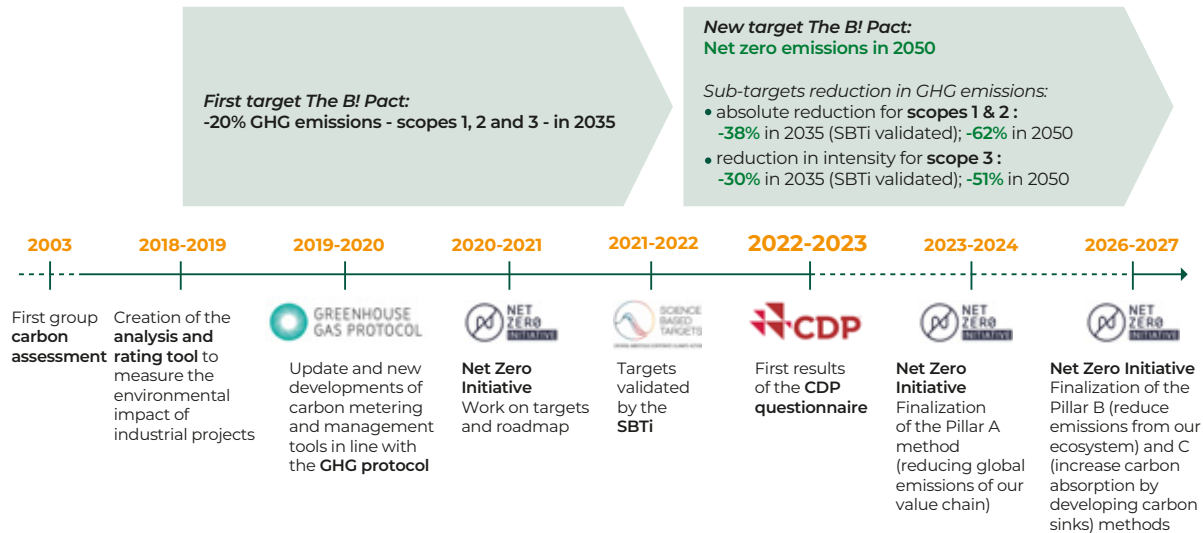 First target The B! Pact:
-20% GHG emissions - scopes 1, 2 and 3 - in 2035
New target The B! Pact:
Net zero emissions in 2050
Sub-targets reduction in GHG emissions:
• absolute reduction for scopes 1 & 2 :
-38% in 2035 (SBTi validated); -62% in 2050
• reduction in intensity for scope 3 :
-30% in 2035 (SBTi validated); -51% in 2050
2003
First group
carbon
assessment
2018-2019
Creation of the
analysis and
rating tool to
measure the
environmental
impact of
industrial projects
2019-2020
GREENHOUSE
GAS PROTOCOL
Update and new
developments of
carbon metering
and management
tools in line with
the GHG protocol
2020-2021
NET
ZERO
INITIATIVE
Net Zero
Initiative
Work on targets
and roadmap
2021-2022
SCIENCE
BASED
TARGETS
Targets
validated
by the
SBTi
2022-2023
CDP
First results
of the CDP
questionnaire
2023-2024
NET
ZERO
INITIATIVE
Net Zero
Initiative
Finalization
of the Pillar A
method
(reducing global
emissions of our
value chain)
2026-2027
NET
ZERO
INITIATIVE
Net Zero Initiative
Finalization of the
Pillar B (reduce
emissions from our
ecosystem) and C
(increase carbon
absorption by
developing carbon
sinks) methods